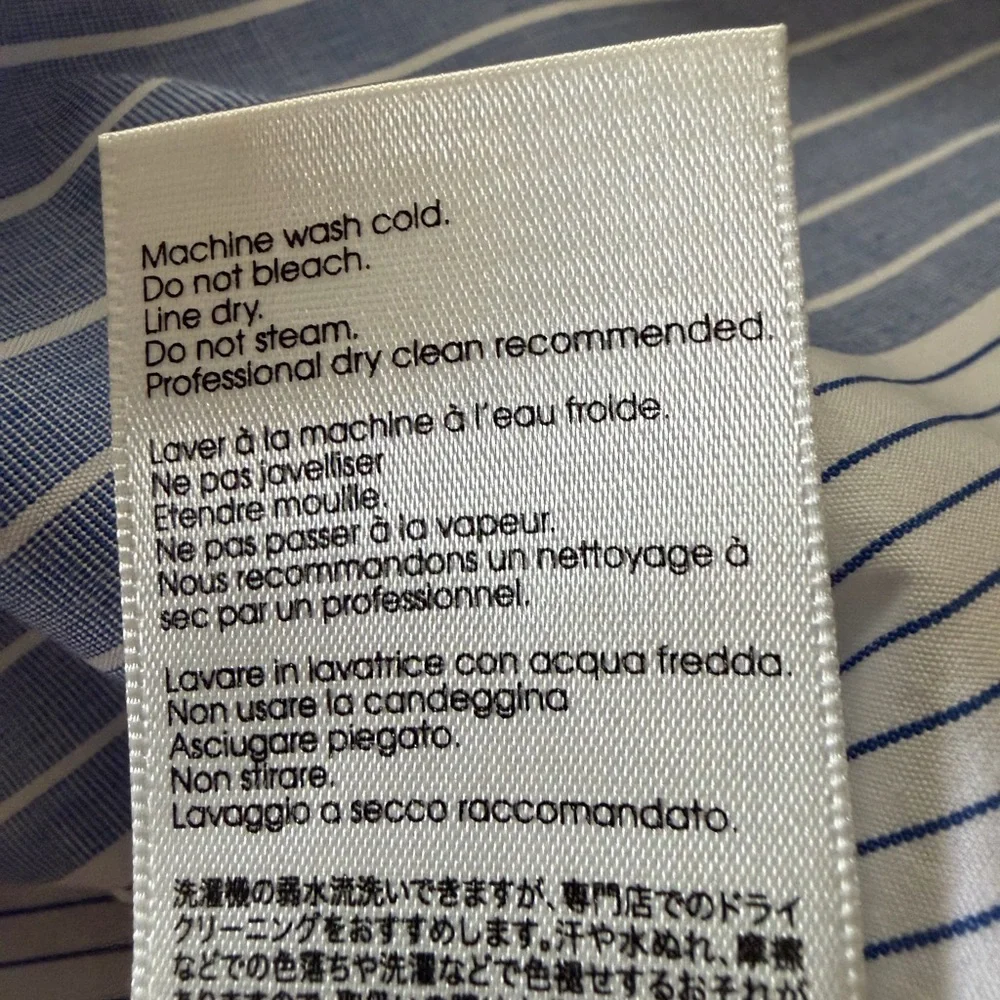 Machine wash cold.
Do not bleach.
Line dry.
Do not steam.
Professional dry clean recommended.
Laver à la machine à l'eau froide.
Ne pas javelliser
Etendre mouille.
Ne pas passer à la vapeur.
Nous recommondons un nettoyage à
sec par un professionnel.
Lavare in lavatrice con acqua fredda.
Non usare la candeggina
Asciugare piegato.
Non stirare.
Lavaggio a secco raccomandato.
洗濯機の弱水流洗いできますが、専門店でのドライ
クリーニングをおすすめします。汗や水ぬれ、摩擦
などでの色落ちや洗濯などで色褪せするおそれが